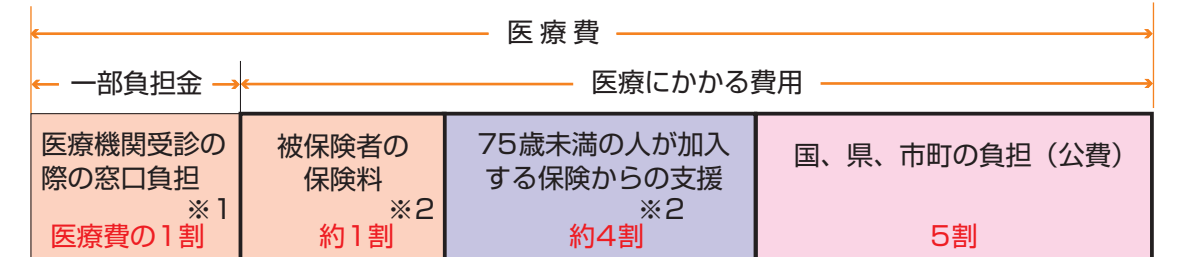 医療費
一部負担金
医療にかかる費用
医療機関受診の
際の窓口負担
※1
医療費の1割
被保険者の
保険料
※2
約1割
75歳未満の人が加入
する保険からの支援
※2
約4割
国、県、市町の負担（公費）
5割